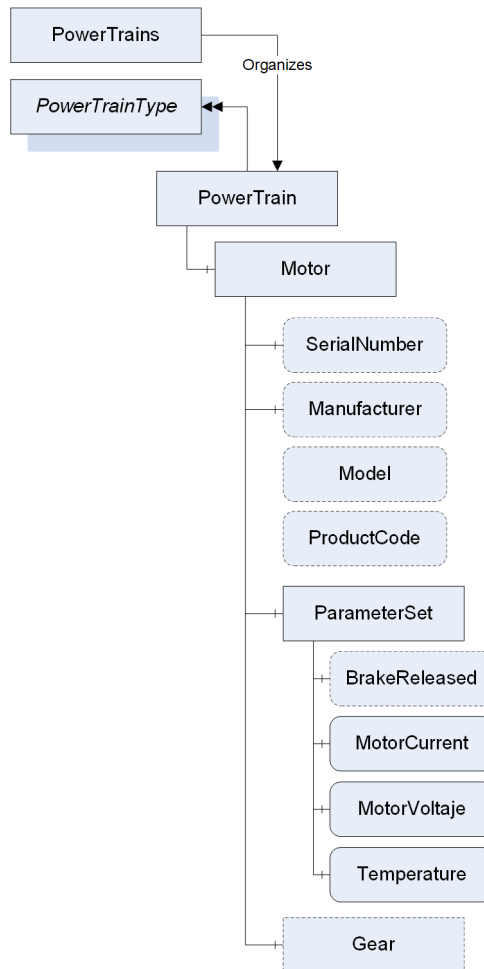 PowerTrains
Organizes
PowerTrainType
PowerTrain
Motor
SerialNumber
Manufacturer
Model
ProductCode
ParameterSet
BrakeReleased
MotorCurrent
MotorVoltaje
Temperature
Gear